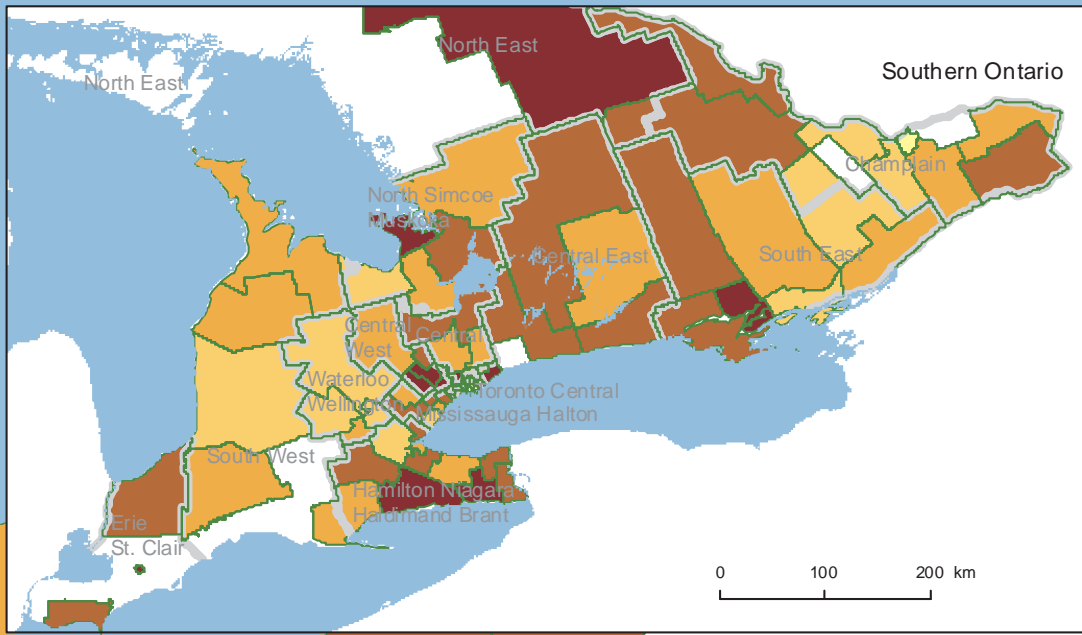 North East
Southern Ontario
North East
Champlain
North Simcoe
Muskoka
South East
Central East
Central
West
Central
Waterloo
Wellington
Toronto Central
Mississauga Halton
South West
Hamilton Niagara
Haldimand Brant
Erie
St. Clair
0 100 200 km